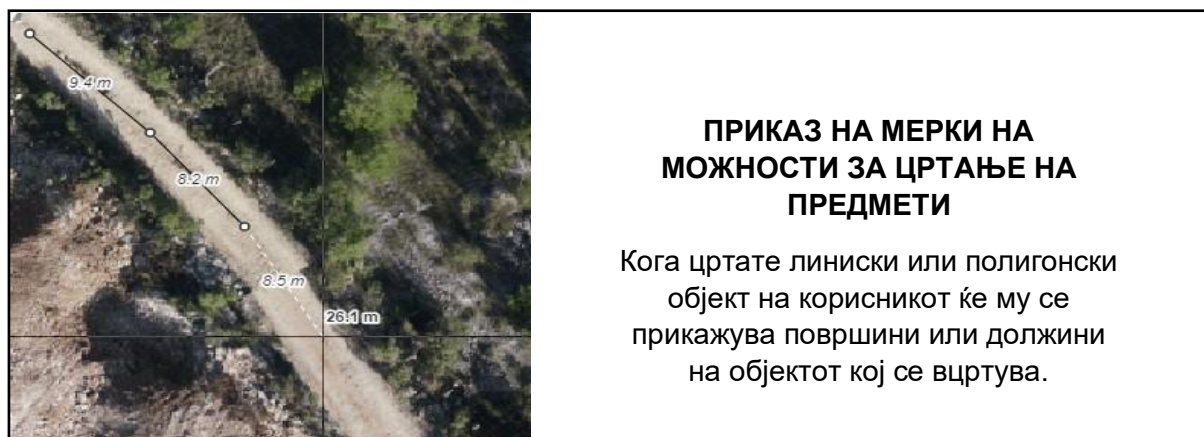 9.4 m
8.2 m
8.5 m
26.1 m
ПРИКАЗ НА МЕРКИ НА
МОЖНОСТИ ЗА ЦРТАЊЕ НА
ПРЕДМЕТИ
Кога цртате линиски или полигонски
објект на корисникот ќе му се
прикажува површини или должини
на објектот кој се вцртува.